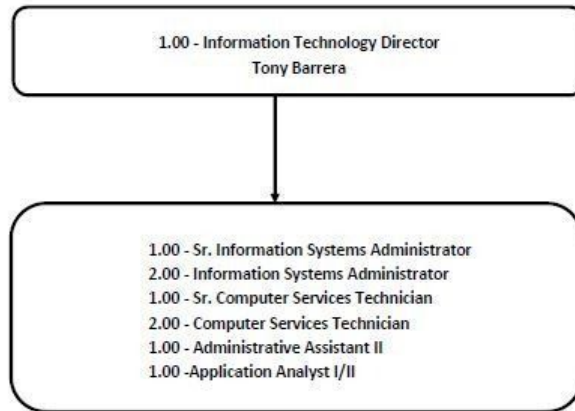 1.00 - Information Technology Director
Tony Barrera
1.00 - Sr. Information Systems Administrator
2.00 - Information Systems Administrator
1.00 - Sr. Computer Services Technician
2.00 - Computer Services Technician
1.00 - Administrative Assistant II
1.00 -Application Analyst I/II